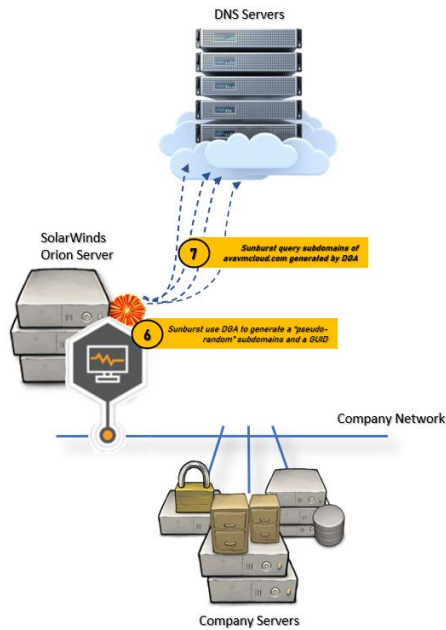 DNS Servers
SolarWinds
Orion Server
7
Sunburst query subdomains of
avsvmcloud.com generated by DGA
6
Sunburst use DGA to generate a "pseudo-
random" subdomains and a GUID
Company Network
Company Servers